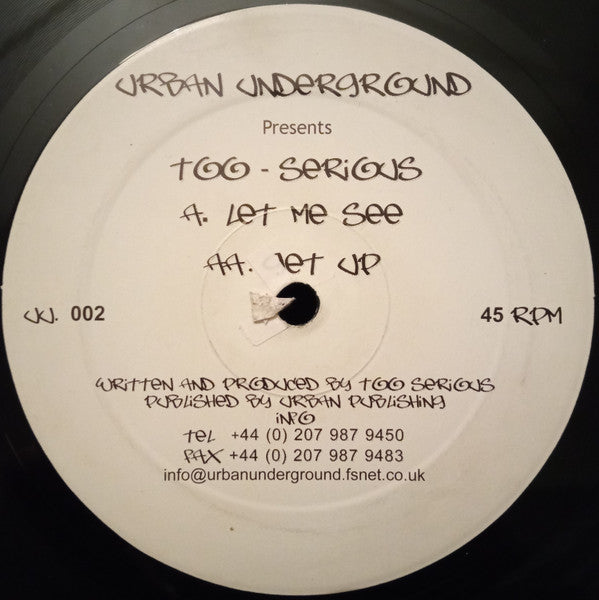 URBAN UNDERGROUND
Presents
TOO - SERIOUS
A. LET ME SEE
AA. UP
UU. 002
45 RPM
WRITTEN AND PRODUCED BY TOO SERIOUS
PUBLISHED BY URBAN PUBLISHING
INFO
TEL +44 (0) 207 987 9450
FAX +44 (0) 207 987 9483
info@urbanunderground.fsnet.co.uk